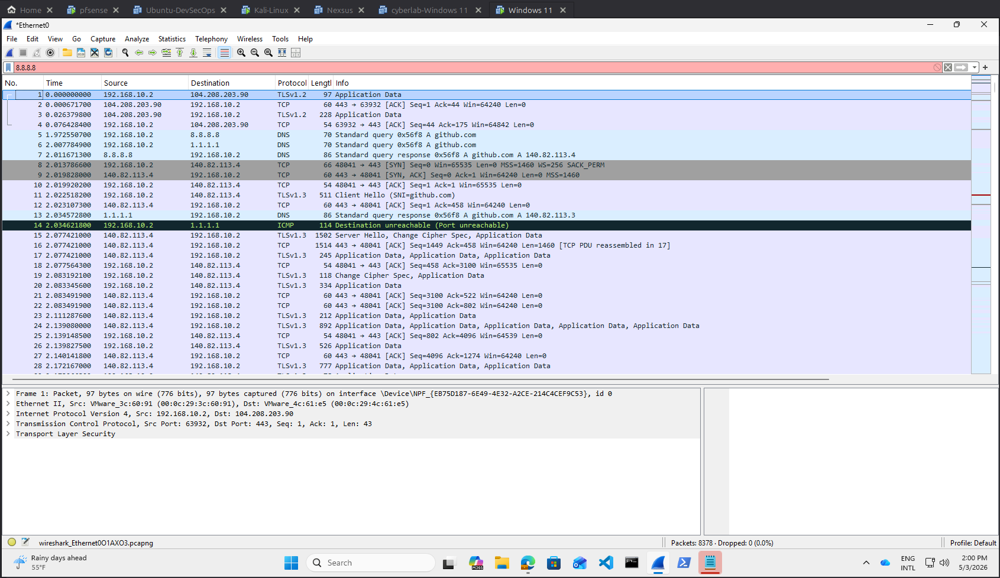 Home pfsense Ubuntu-DevSecOps Kali-Linux Nexsus cyberlab-Windows 11 Windows 11
*Ethernet0
File Edit View Go Capture Analyze Statistics Telephony Wireless Tools Help
8.8.8.8
No. Time Source Destination Protocol Lengtl Info
1 0.000000000 192.168.10.2 104.208.203.90 TLSv1.2 97 Application Data
2 0.000671700 104.208.203.90 192.168.10.2 TCP 60 443 → 63932 [ACK] Seq=1 Ack=44 Win=64240 Len=0
3 0.026379800 104.208.203.90 192.168.10.2 TLSv1.2 228 Application Data
4 0.076428400 192.168.10.2 104.208.203.90 TCP 54 63932 → 443 [ACK] Seq=44 Ack=175 Win=64842 Len=0
5 1.972550700 192.168.10.2 8.8.8.8 DNS 70 Standard query 0x56f8 A github.com
6 2.007784900 192.168.10.2 1.1.1.1 DNS 70 Standard query 0x56f8 A github.com
7 2.011671300 8.8.8.8 192.168.10.2 DNS 86 Standard query response 0x56f8 A github.com A 140.82.113.4
8 2.013786600 192.168.10.2 140.82.113.4 TCP 66 48041 → 443 [SYN] Seq=0 Win=65535 Len=0 MSS=1460 WS=256 SACK_PERM
9 2.019828000 140.82.113.4 192.168.10.2 TCP 60 443 → 48041 [SYN, ACK] Seq=0 Ack=1 Win=64240 Len=0 MSS=1460
10 2.019920200 192.168.10.2 140.82.113.4 TCP 54 48041 → 443 [ACK] Seq=1 Ack=1 Win=65535 Len=0
11 2.022518200 192.168.10.2 140.82.113.4 TLSv1.3 511 Client Hello (SNI=github.com)
12 2.023107300 140.82.113.4 192.168.10.2 TCP 60 443 → 48041 [ACK] Seq=1 Ack=458 Win=64240 Len=0
13 2.034572800 1.1.1.1 192.168.10.2 DNS 86 Standard query response 0x56f8 A github.com A 140.82.113.3
14 2.034621800 192.168.10.2 1.1.1.1 ICMP 114 Destination unreachable (Port unreachable)
15 2.077421000 140.82.113.4 192.168.10.2 TLSv1.3 1502 Server Hello, Change Cipher Spec, Application Data
16 2.077421000 140.82.113.4 192.168.10.2 TCP 1514 443 → 48041 [ACK] Seq=1449 Ack=458 Win=64240 Len=1460 [TCP PDU reassembled in 17]
17 2.077421000 140.82.113.4 192.168.10.2 TLSv1.3 245 Application Data, Application Data, Application Data
18 2.077564300 192.168.10.2 140.82.113.4 TCP 54 48041 → 443 [ACK] Seq=458 Ack=3100 Win=65535 Len=0
19 2.083192100 192.168.10.2 140.82.113.4 TLSv1.3 118 Change Cipher Spec, Application Data
20 2.083345600 192.168.10.2 140.82.113.4 TLSv1.3 334 Application Data
21 2.083491900 140.82.113.4 192.168.10.2 TCP 60 443 → 48041 [ACK] Seq=3100 Ack=522 Win=64240 Len=0
22 2.083491900 140.82.113.4 192.168.10.2 TCP 60 443 → 48041 [ACK] Seq=3100 Ack=802 Win=64240 Len=0
23 2.111287600 140.82.113.4 192.168.10.2 TLSv1.3 212 Application Data, Application Data
24 2.139080000 140.82.113.4 192.168.10.2 TLSv1.3 892 Application Data, Application Data, Application Data, Application Data, Application Data
25 2.139148500 192.168.10.2 140.82.113.4 TCP 54 48041 → 443 [ACK] Seq=802 Ack=4096 Win=64539 Len=0
26 2.139827500 192.168.10.2 140.82.113.4 TLSv1.3 526 Application Data
27 2.140141800 140.82.113.4 192.168.10.2 TCP 60 443 → 48041 [ACK] Seq=4096 Ack=1274 Win=64240 Len=0
28 2.172167000 140.82.113.4 192.168.10.2 TLSv1.3 777 Application Data, Application Data, Application Data
Frame 1: Packet, 97 bytes on wire (776 bits), 97 bytes captured (776 bits) on interface \Device\NPF_{EB75D187-6E49-4E32-A2CE-214C4CEF9C53}, id 0
Ethernet II, Src: VMware_3c:60:91 (00:0c:29:3c:60:91), Dst: VMware_4c:61:e5 (00:0c:29:4c:61:e5)
Internet Protocol Version 4, Src: 192.168.10.2, Dst: 104.208.203.90
Transmission Control Protocol, Src Port: 63932, Dst Port: 443, Seq: 1, Ack: 1, Len: 43
Transport Layer Security
wireshark_Ethernet0O1AXO3.pcapng Packets: 8378 · Dropped: 0 (0.0%) Profile: Default
Rainy days ahead
55°F
Search
M365
ENG
INTL
2:00 PM
5/3/2026